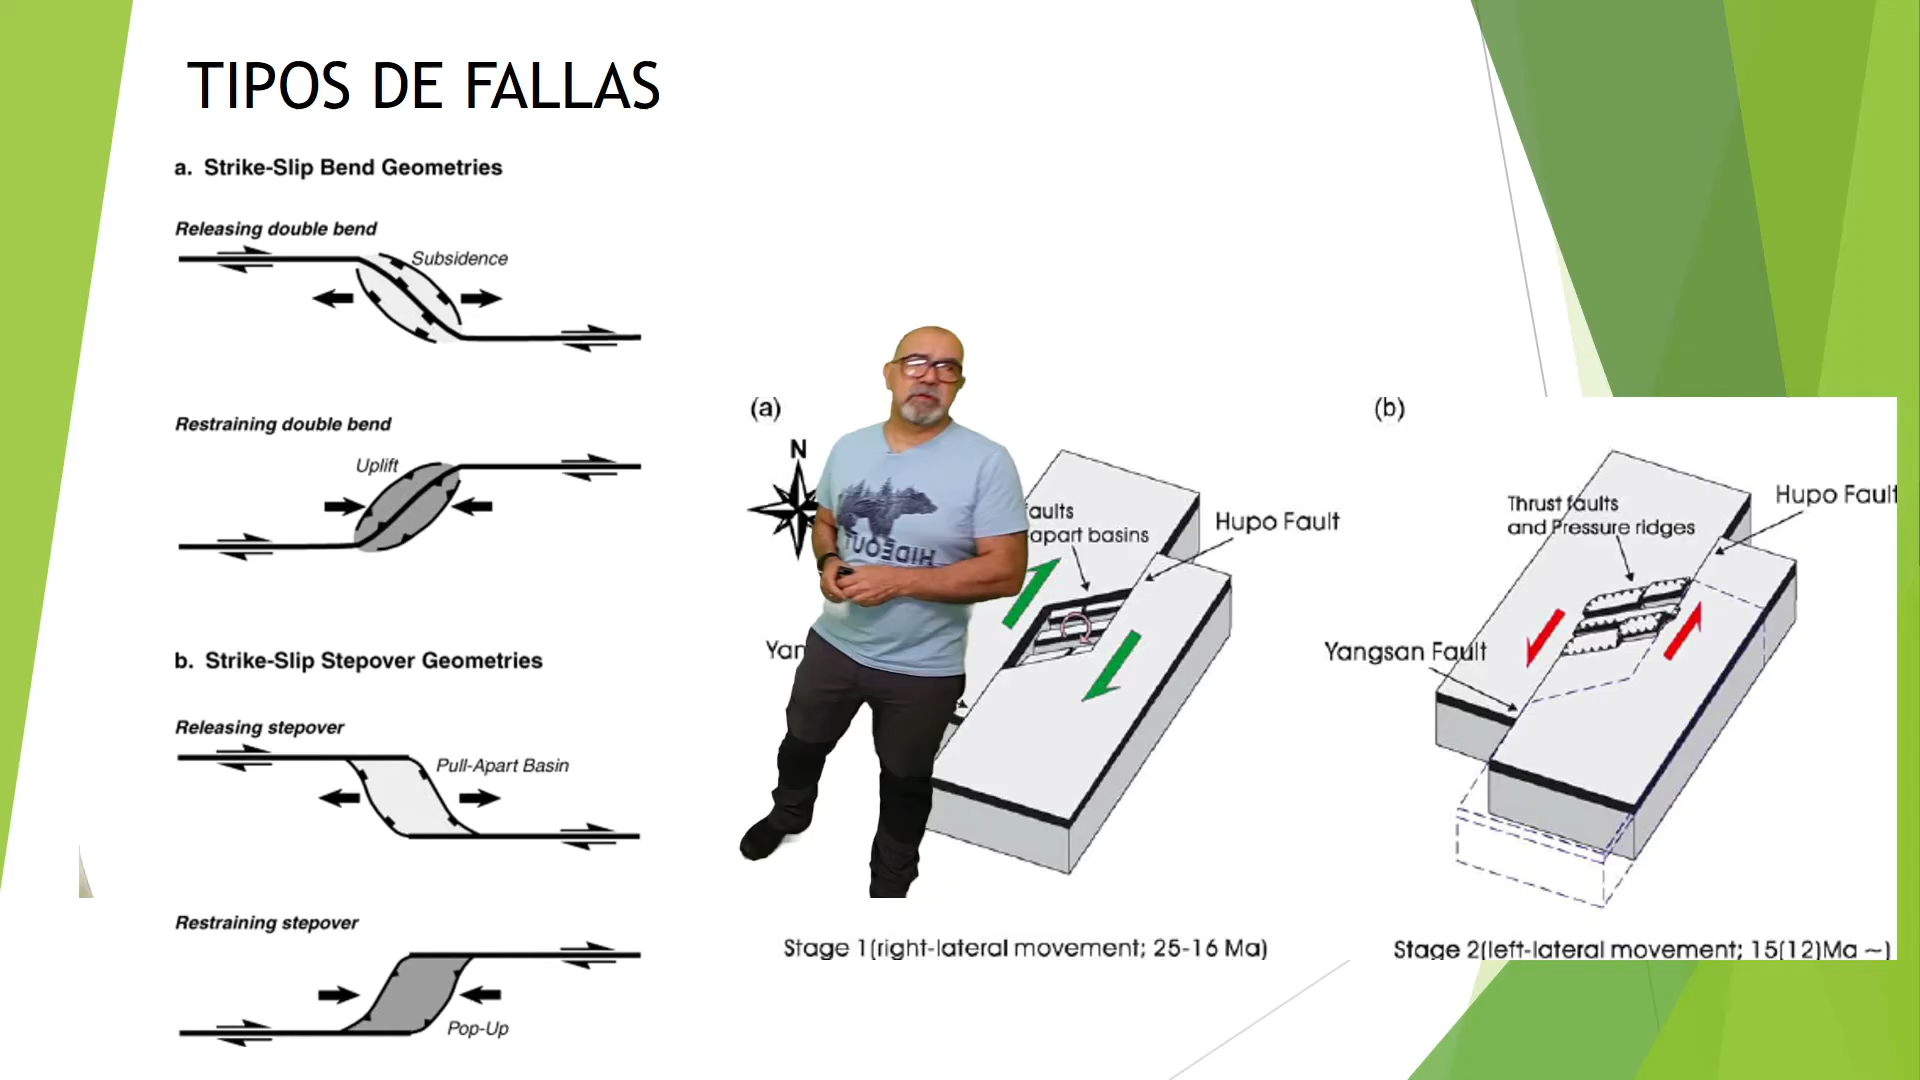 TIPOS DE FALLAS
a. Strike-Slip Bend Geometries
Releasing double bend
Subsidence
Restraining double bend
Uplift
b. Strike-Slip Stepover Geometries
Releasing stepover
Pull-Apart Basin
Restraining stepover
Pop-Up
(a)
N
apart basins
Hupo Fault
HIDEOUT
Stage 1(right-lateral movement; 25-16 Ma)
(b)
Thrust faults
and Pressure ridges
Hupo Fault
Yangsan Fault
Stage 2(left-lateral movement; 15(12)Ma ~)